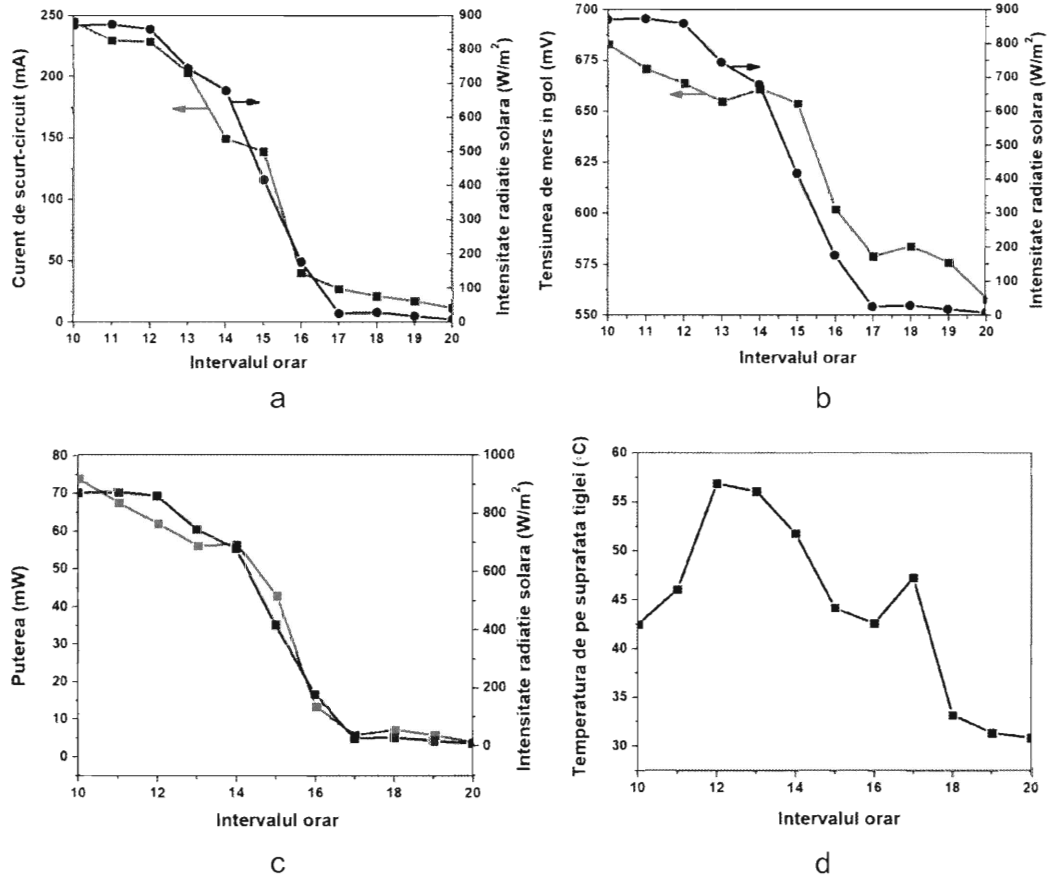 Curent de scurt-circuit (mA)
250
200
150
100
50
0
10 11 12 13 14 15 16 17 18 19 20
Intervalul orar
900
800
700
600
500
400
300
200
100
0
Intensitate radiatie solara (W/m²)
a
Tensiunea de mers in gol (mV)
700
675
650
625
600
575
550
10 11 12 13 14 15 16 17 18 19 20
Intervalul orar
900
800
700
600
500
400
300
200
100
0
Intensitate radiatie solara (W/m²)
b
Puterea (mW)
80
70
60
50
40
30
20
10
0
10 12 14 16 18 20
Intervalul orar
1000
800
600
400
200
0
Intensitate radiatie solara (W/m²)
c
Temperatura de pe suprafata tiglei (◦C)
60
55
50
45
40
35
30
10 12 14 16 18 20
Intervalul orar
d